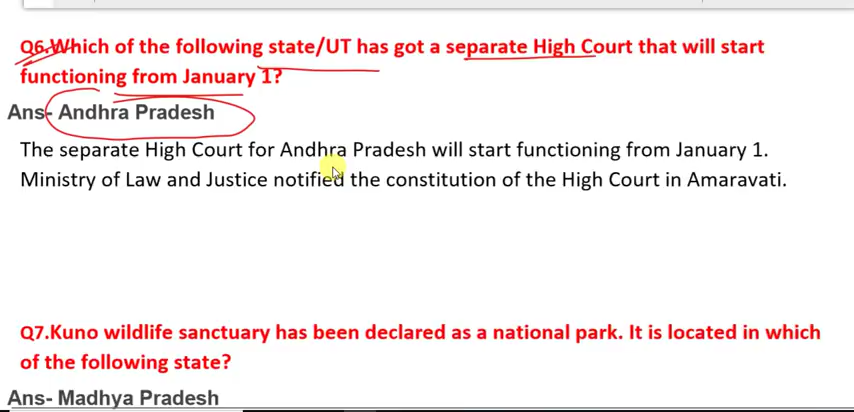 Q6.Which of the following state/UT has got a separate High Court that will start
functioning from January 1?
Ans- Andhra Pradesh
The separate High Court for Andhra Pradesh will start functioning from January 1.
Ministry of Law and Justice notified the constitution of the High Court in Amaravati.
Q7.Kuno wildlife sanctuary has been declared as a national park. It is located in which
of the following state?
Ans- Madhya Pradesh